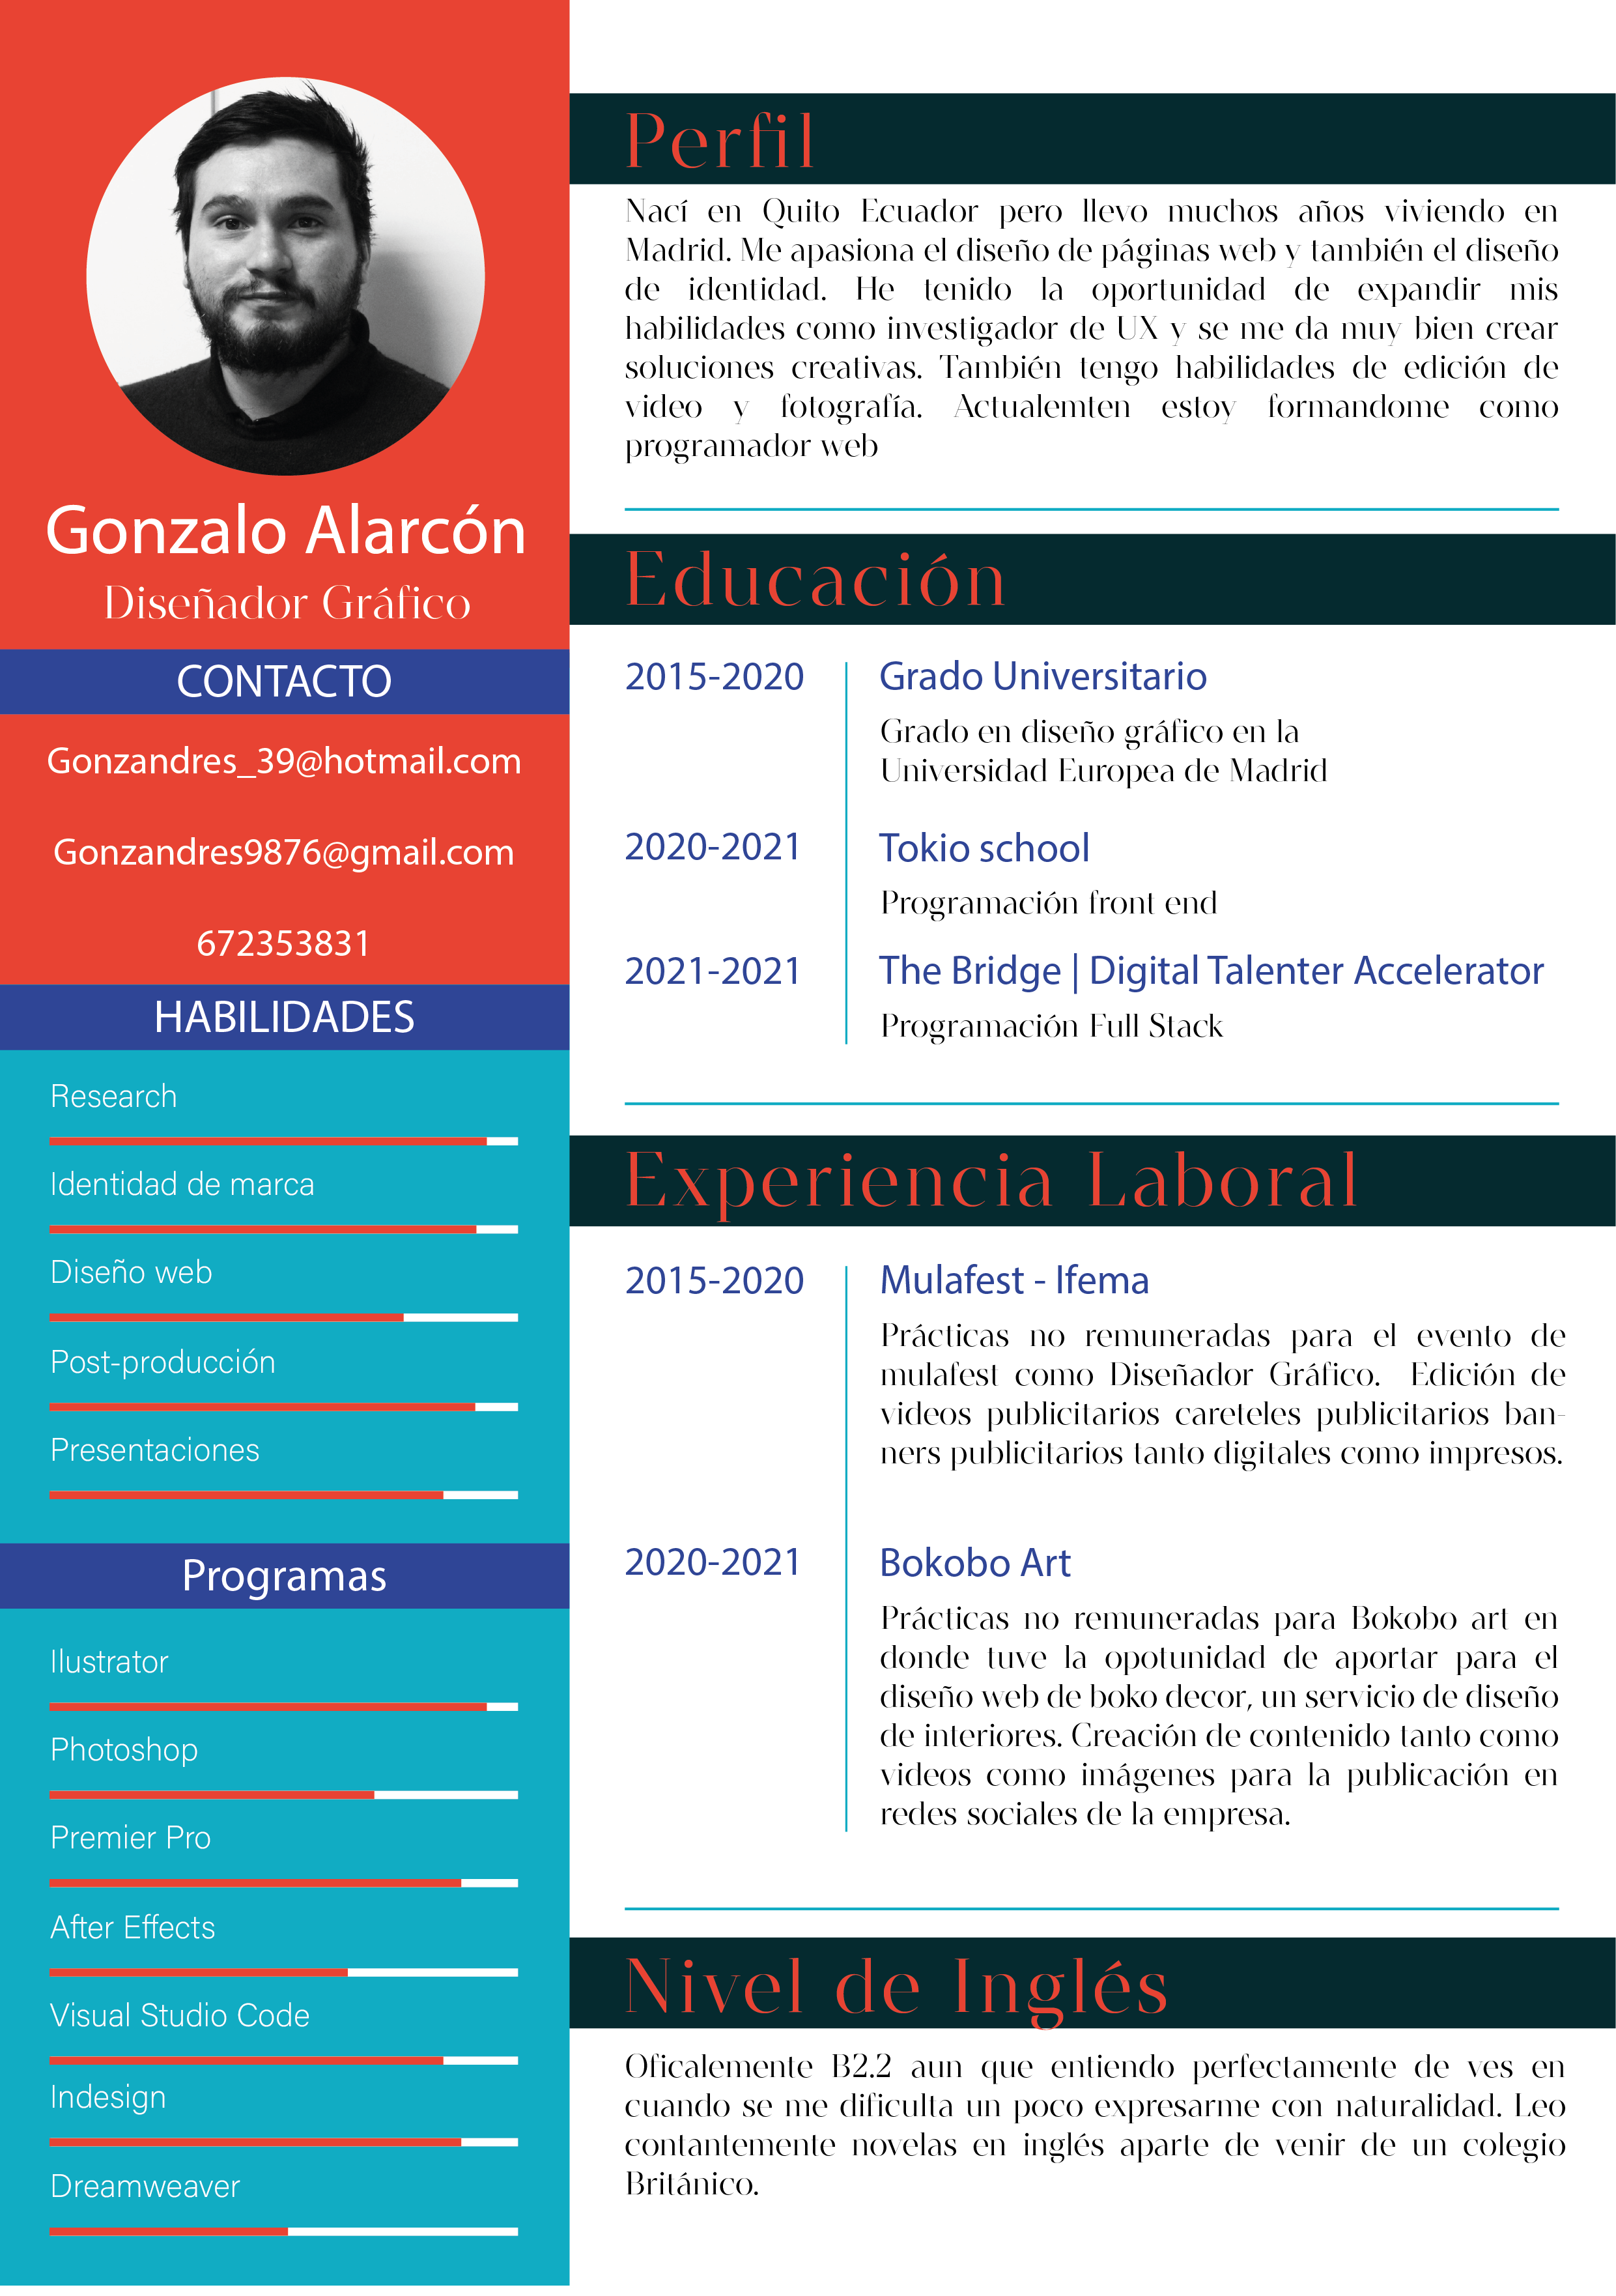 Gonzalo Alarcón
Diseñador Gráfico
CONTACTO
Gonzandres_39@hotmail.com
Gonzandres9876@gmail.com
672353831
HABILIDADES
Research
Identidad de marca
Diseño web
Post-producción
Presentaciones
Programas
Ilustrator
Photoshop
Premier Pro
After Effects
Visual Studio Code
Indesign
Dreamweaver
Perfil
Nací en Quito Ecuador pero llevo muchos años viviendo en
Madrid. Me apasiona el diseño de páginas web y también el diseño
de identidad. He tenido la oportunidad de expandir mis
habilidades como investigador de UX y se me da muy bien crear
soluciones creativas. También tengo habilidades de edición de
video y fotografía. Actualemten estoy formandome como
programador web
Educación
2015-2020 Grado Universitario
Grado en diseño gráfico en la
Universidad Europea de Madrid
2020-2021 Tokio school
Programación front end
2021-2021 The Bridge | Digital Talenter Accelerator
Programación Full Stack
Experiencia Laboral
2015-2020 Mulafest - Ifema
Prácticas no remuneradas para el evento de
mulafest como Diseñador Gráfico. Edición de
videos publicitarios careteles publicitarios ban-
ners publicitarios tanto digitales como impresos.
2020-2021 Bokobo Art
Prácticas no remuneradas para Bokobo art en
donde tuve la opotunidad de aportar para el
diseño web de boko decor, un servicio de diseño
de interiores. Creación de contenido tanto como
videos como imágenes para la publicación en
redes sociales de la empresa.
Nivel de Inglés
Oficalemente B2.2 aun que entiendo perfectamente de ves en
cuando se me dificulta un poco expresarme con naturalidad. Leo
contantemente novelas en inglés aparte de venir de un colegio
Británico.